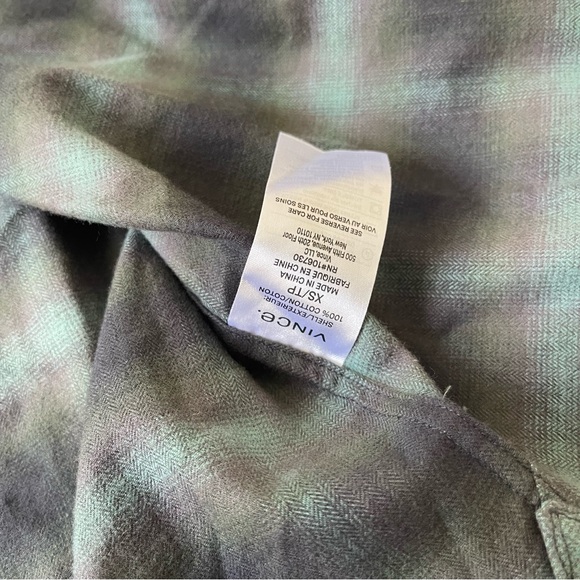 VINCE.
SHELL/EXTÉRIEUR:
100% COTTON/COTON
XS/TP
MADE IN CHINA
FABRIQUÉ EN CHINE
RN#106730
Vince, LLC
500 Fifth Avenue, 20th Floor
New York, NY 10110
SEE REVERSE FOR CARE
VOIR AU VERSO POUR LES SOINS